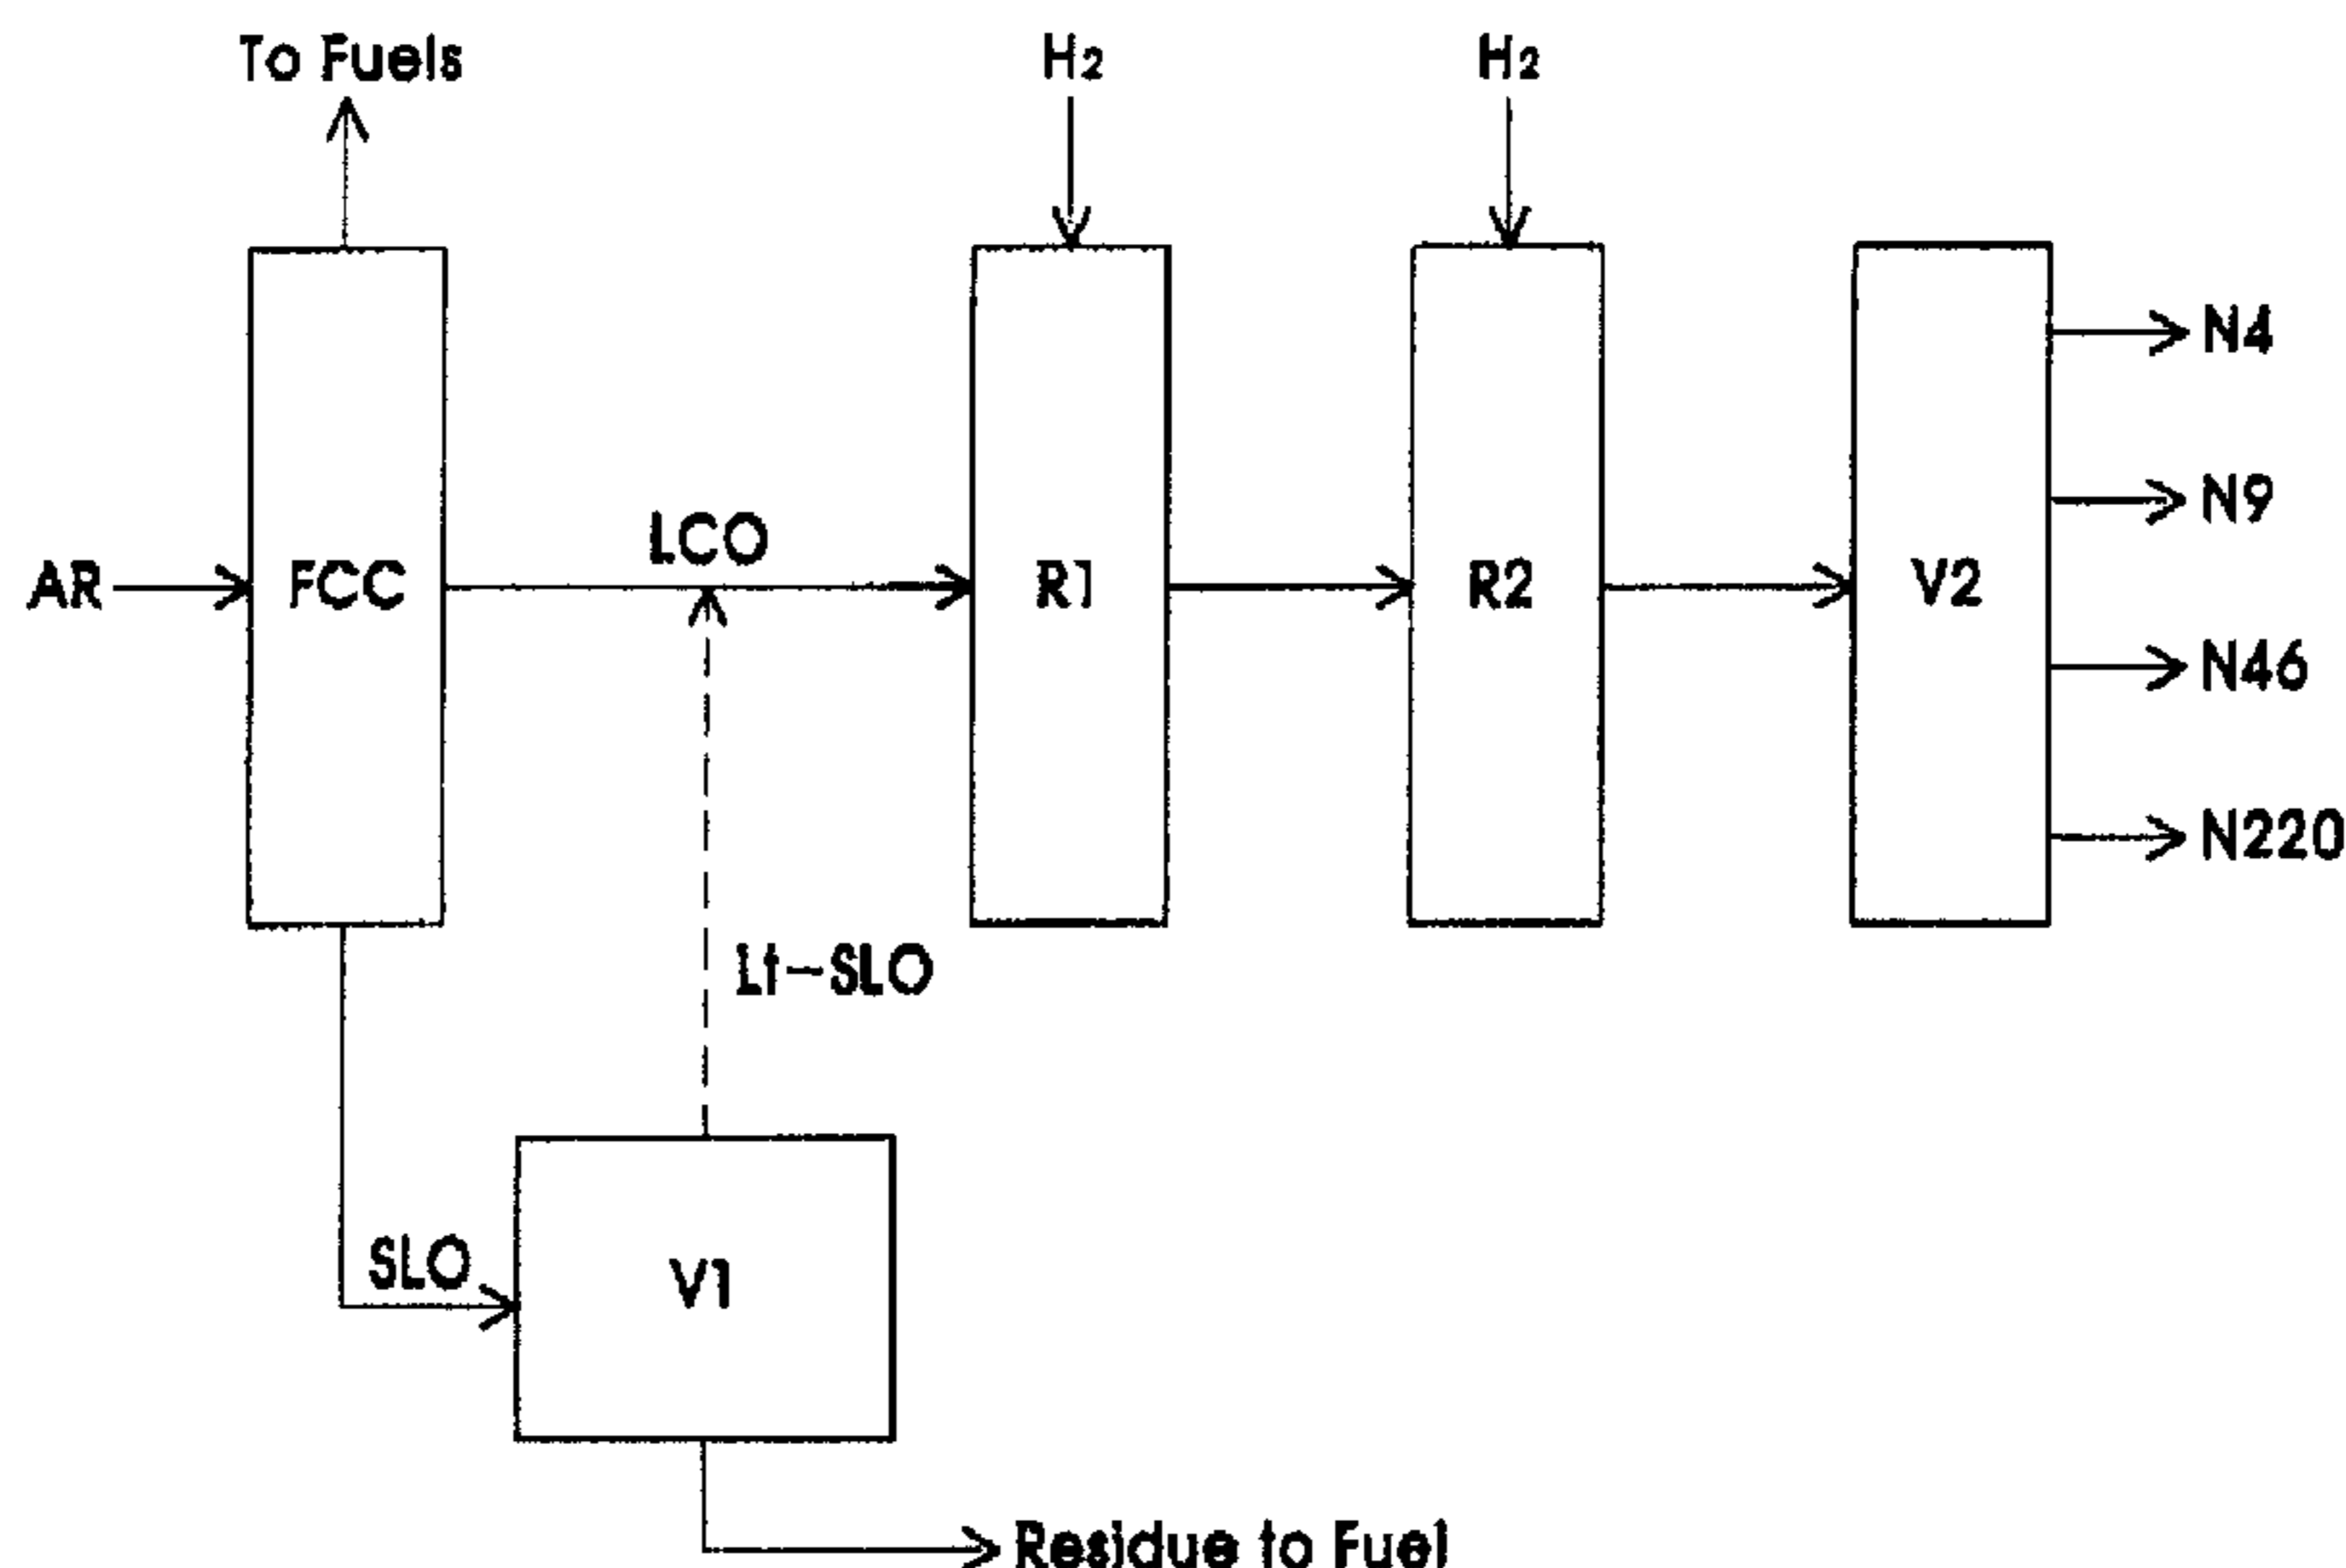 To Fuels
H2
H2
N4
N9
LCO
AR
FCC
R1
R2
V2
N46
N220
Lt-SLO
SLO
V1
Residue to Fuel